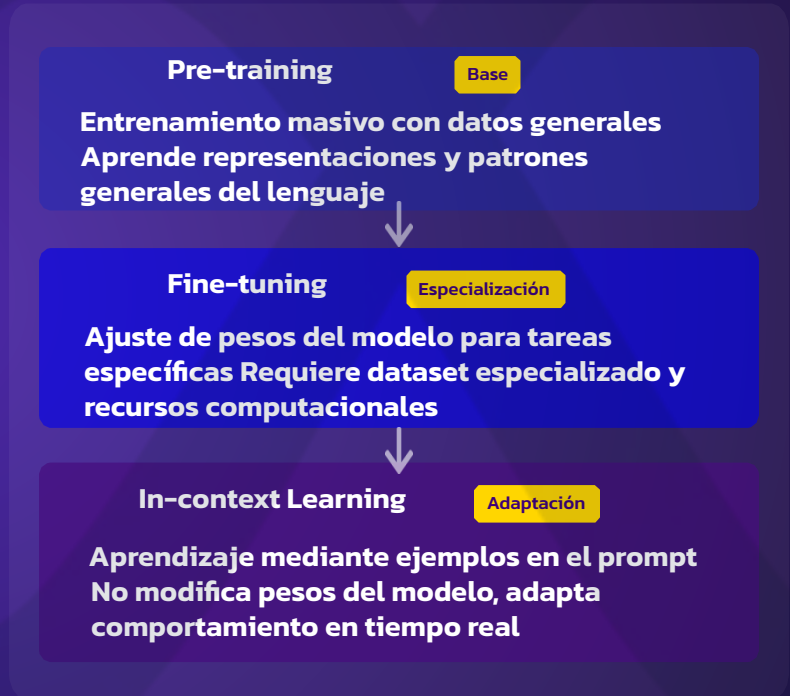 Pre-training
Base
Entrenamiento masivo con datos generales
Aprende representaciones y patrones
generales del lenguaje
Fine-tuning
Especialización
Ajuste de pesos del modelo para tareas
específicas Requiere dataset especializado y
recursos computacionales
In-context Learning
Adaptación
Aprendizaje mediante ejemplos en el prompt
No modifica pesos del modelo, adapta
comportamiento en tiempo real